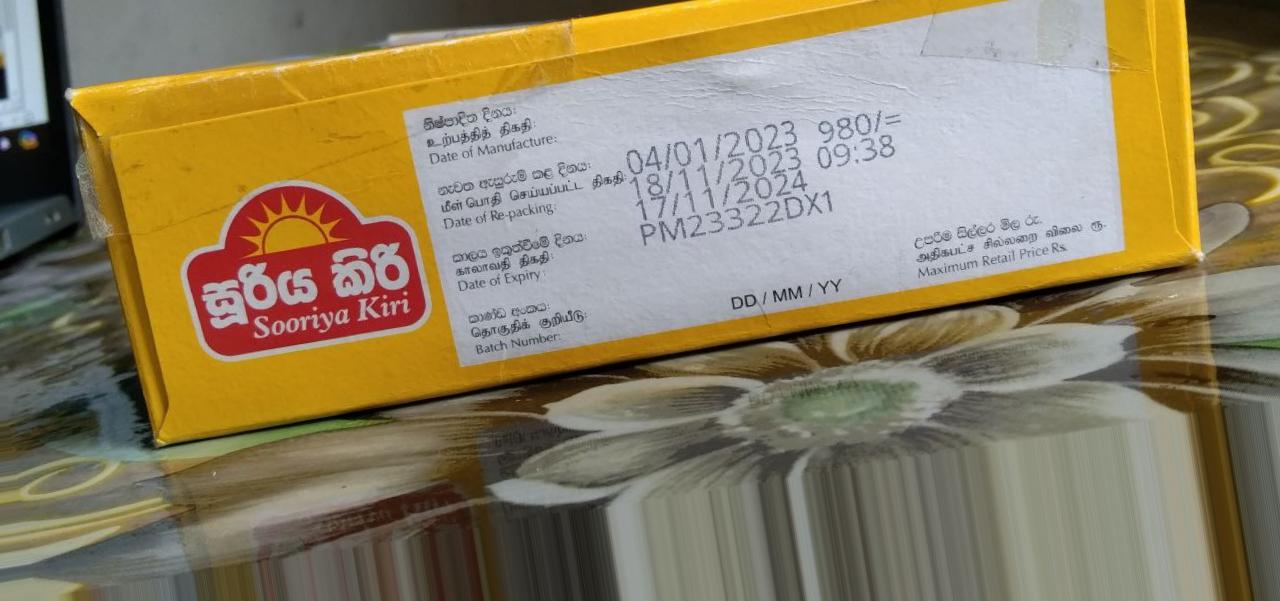 සූරිය කිරි
Sooriya Kiri
නිෂ්පාදිත දිනය:
உற்பத்தித் திகதி:
Date of Manufacture:
නැවත ඇසුරුම් කළ දිනය:
மீள் பொதி செய்யப்பட்ட திகதி:
Date of Re-packing:
කාලය ඉකුත්වීමේ දිනය:
காலாவதி திகதி:
Date of Expiry:
කාණ්ඩ අංකය:
தொகுதிக் குறியீடு:
Batch Number:
04/01/2023 980/=
18/11/2023 09:38
17/11/2024
PM23322DX1
DD / MM / YY
උපරිම සිල්ලර මිල රු.
அதிகபட்ச சில்லறை விலை ரூ.
Maximum Retail Price Rs.